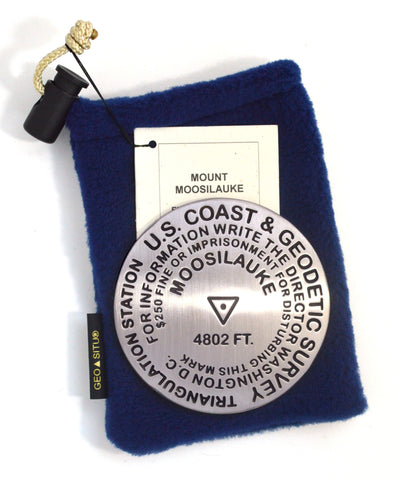 MOUNT
MOOSILAUKE
U.S. COAST & GEODETIC SURVEY
TRIANGULATION STATION
FOR INFORMATION WRITE THE DIRECTOR WASHINGTON D.C.
$250 FINE OR IMPRISONMENT FOR DISTURBING THIS MARK.
MOOSILAUKE
4802 FT.
GEO▲SITU®